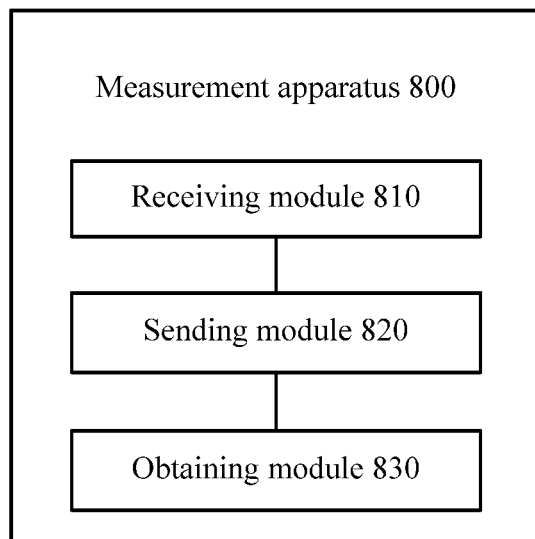 Measurement apparatus 800
Receiving module 810
Sending module 820
Obtaining module 830